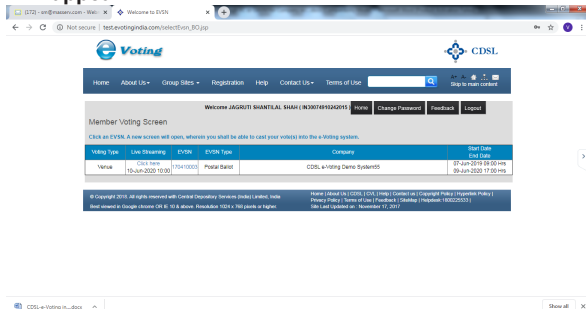 (172) - em@masserv.com - Web
Welcome to EVSN
Not secure | test.evotingindia.com/selectEvsn_BO.jsp
e Voting
CDSL
Home About Us Group Sites Registration Help Contact Us Terms of Use
A+ A A-
Skip to main content
Welcome JAGRUTI SHANTILAL SHAH ( IN30074910242015 ) Home Change Password Feedback Logout
Member Voting Screen
Click an EVSN. A new screen will open, wherein you shall be able to cast your vote(s) into the e-Voting system.
Voting Type Live Streaming EVSN EVSN Type Company Start Date
End Date
Venue Click here
10-Jun-2020 10:00 170410003 Postal Ballot CDSL e-Voting Demo System55 07-Jun-2019 09:00 Hrs
09-Jun-2020 17:00 Hrs
© Copyright 2018. All rights reserved with Central Depository Services (India) Limited, India
Best viewed in Google chrome OR IE 10 & above. Resolution 1024 x 768 pixels or higher
Home | About Us | CDSL | CVL | Help | Contact us | Copyright Policy | Hyperlink Policy |
Privacy Policy | Terms of Use | Feedback | SiteMap | Helpdesk 1800225533 |
Site Last Updated on : November 17, 2017
CDSL e-Voting in....docx
Show all